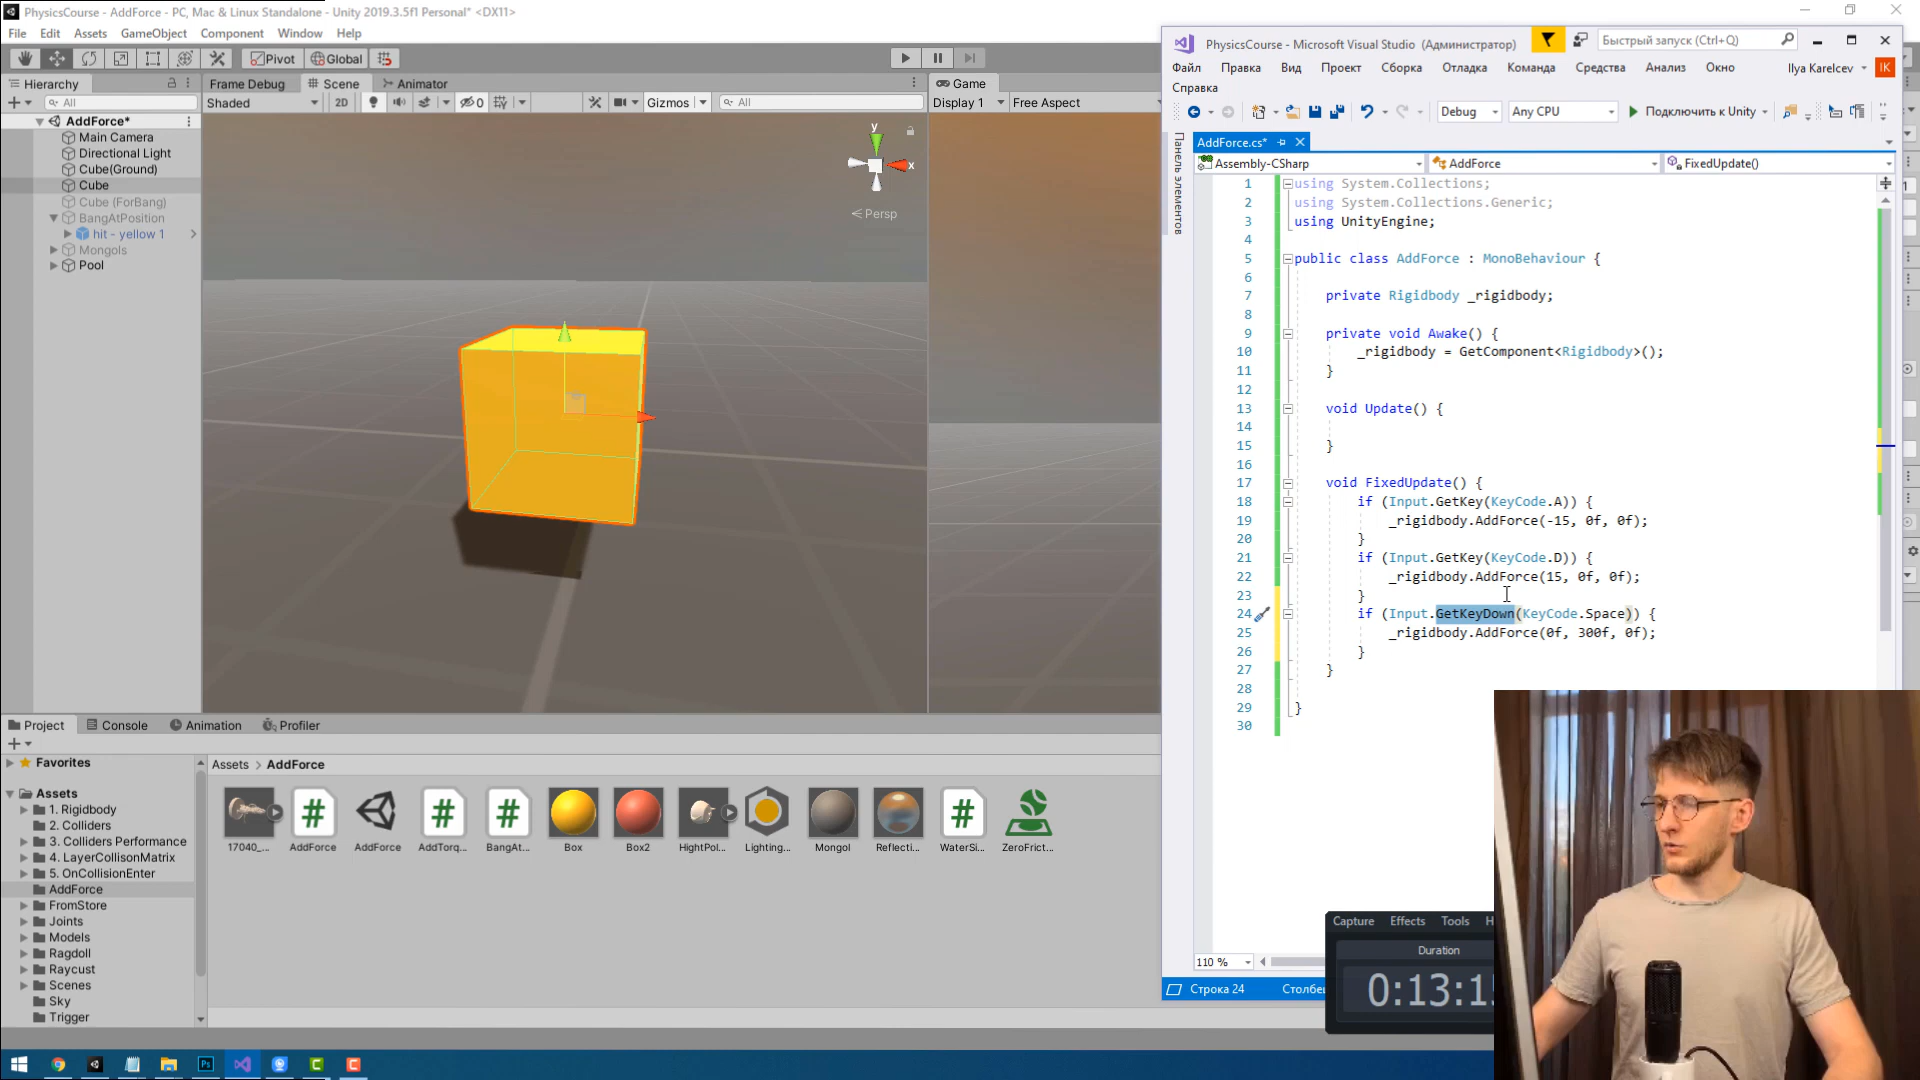 PhysicsCourse - AddForce - PC, Mac & Linux Standalone - Unity 2019.3.5f1 Personal* <DX11>
File Edit Assets GameObject Component Window Help
Pivot Global
Hierarchy
All
AddForce*
Main Camera
Directional Light
Cube(Ground)
Cube
Cube (ForBang)
BangAtPosition
hit - yellow 1
Mongols
Pool
Frame Debug Scene Animator
Shaded 2D 0 Gizmos All
y
x
Persp
Game
Display 1 Free Aspect
Project Console Animation Profiler
Favorites
Assets
1. Rigidbody
2. Colliders
3. Colliders Performance
4. LayerCollisonMatrix
5. OnCollisionEnter
AddForce
FromStore
Joints
Models
Ragdoll
Raycust
Scenes
Sky
Trigger
Assets > AddForce
17040_... AddForce AddForce AddTorq... BangAt... Box Box2 HightPol... Lighting... Mongol Reflecti... WaterSi... ZeroFrict...
PhysicsCourse - Microsoft Visual Studio (Администратор)
Быстрый запуск (Ctrl+Q)
Файл Правка Вид Проект Сборка Отладка Команда Средства Анализ Окно
Ilya Karelcev IK
Справка
Debug Any CPU Подключить к Unity
Панель элементов
AddForce.cs*
Assembly-CSharp AddForce FixedUpdate()
1 using System.Collections;
2 using System.Collections.Generic;
3 using UnityEngine;
4
5 public class AddForce : MonoBehaviour {
6
7 private Rigidbody _rigidbody;
8
9 private void Awake() {
10 _rigidbody = GetComponent<Rigidbody>();
11 }
12
13 void Update() {
14
15 }
16
17 void FixedUpdate() {
18 if (Input.GetKey(KeyCode.A)) {
19 _rigidbody.AddForce(-15, 0f, 0f);
20 }
21 if (Input.GetKey(KeyCode.D)) {
22 _rigidbody.AddForce(15, 0f, 0f);
23 }
24 if (Input.GetKeyDown(KeyCode.Space)) {
25 _rigidbody.AddForce(0f, 300f, 0f);
26 }
27 }
28
29 }
30
110 %
Строка 24 Столбец
Capture Effects Tools H
Duration
0:13:1